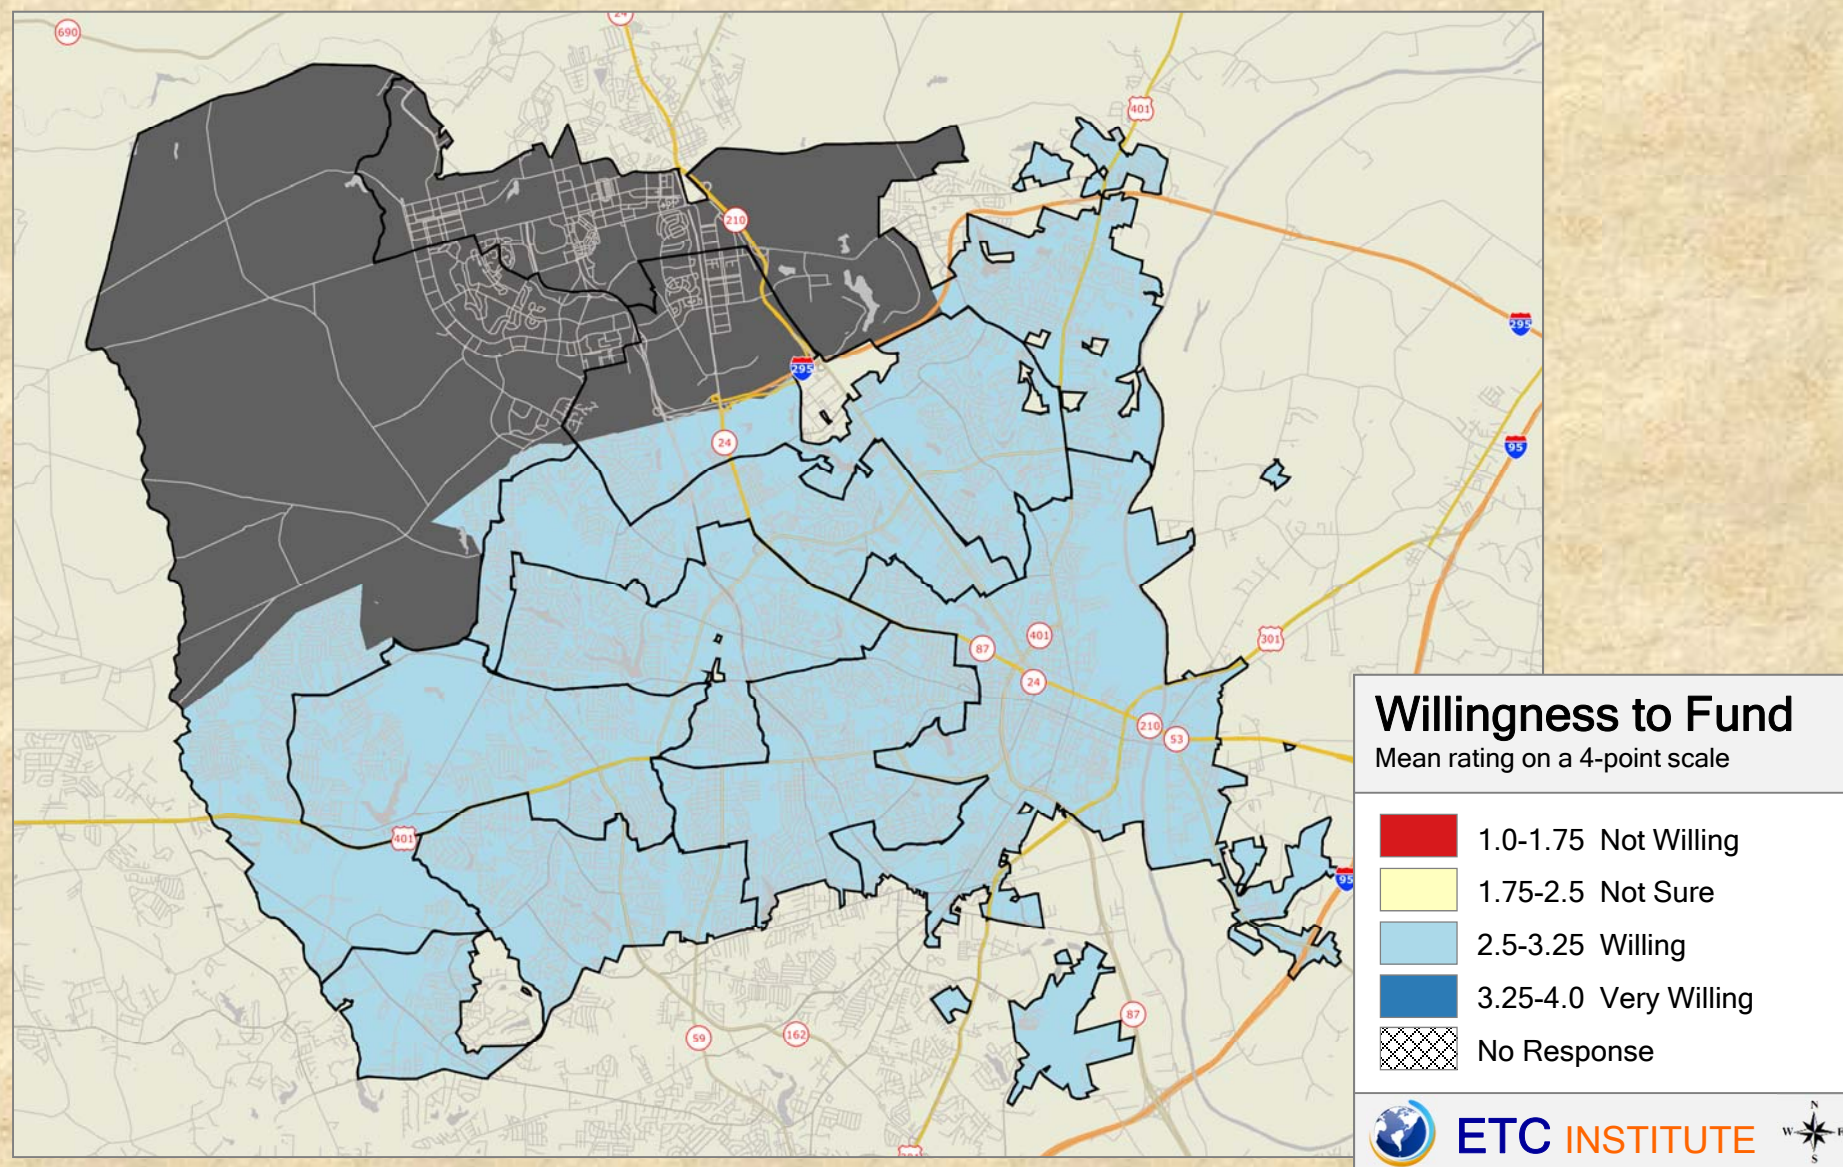 690
24
401
210
295
295
24
95
87
401
301
24
210
53
401
95
87
59
162
Willingness to Fund
Mean rating on a 4-point scale
1.0-1.75 Not Willing
1.75-2.5 Not Sure
2.5-3.25 Willing
3.25-4.0 Very Willing
No Response
ETC INSTITUTE
N
W
E
S